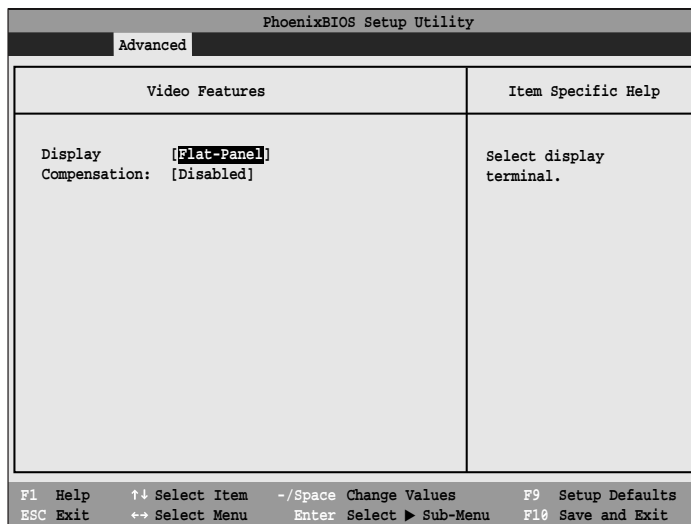 PhoenixBIOS Setup Utility
Advanced
Video Features
Item Specific Help
Display [Flat-Panel]
Compensation: [Disabled]
Select display
terminal.
F1 Help ↑↓ Select Item -/Space Change Values F9 Setup Defaults
ESC Exit ←→ Select Menu Enter Select ▶ Sub-Menu F10 Save and Exit